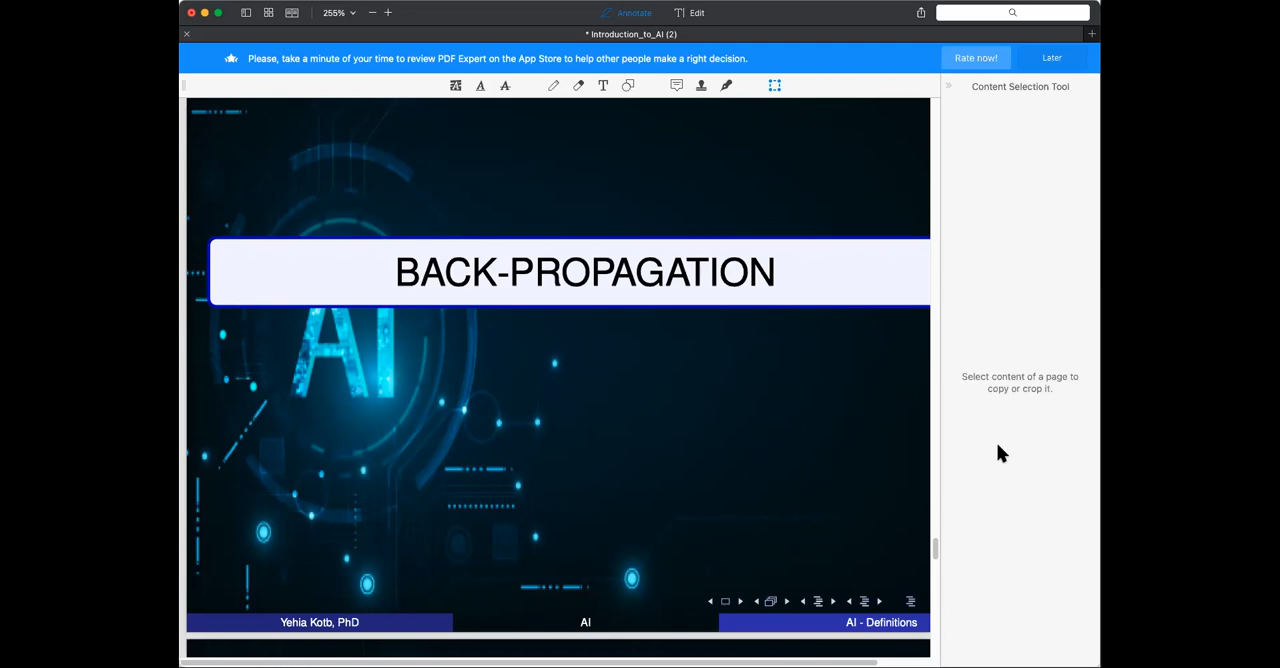 255%
Annotate
Edit
* Introduction_to_AI (2)
Please, take a minute of your time to review PDF Expert on the App Store to help other people make a right decision.
Rate now!
Later
Content Selection Tool
BACK-PROPAGATION
AI
Select content of a page to
copy or crop it.
Yehia Kotb, PhD
AI
AI - Definitions